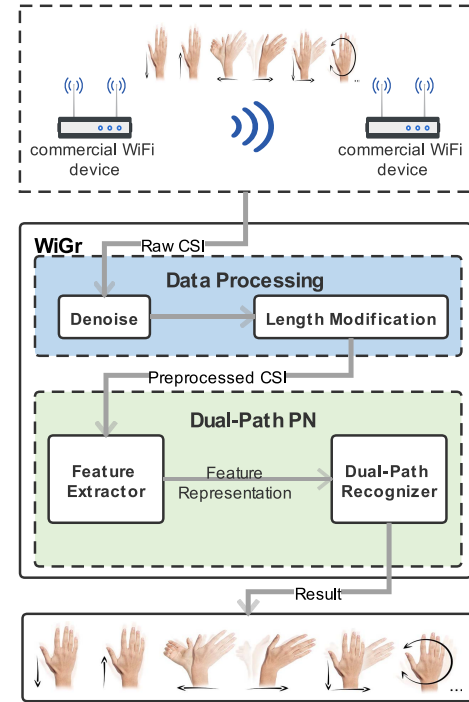 ...
commercial WiFi
device
commercial WiFi
device
WiGr
Raw CSI
Data Processing
Denoise
Length Modification
Preprocessed CSI
Dual-Path PN
Feature
Extractor
Feature
Representation
Dual-Path
Recognizer
Result
...